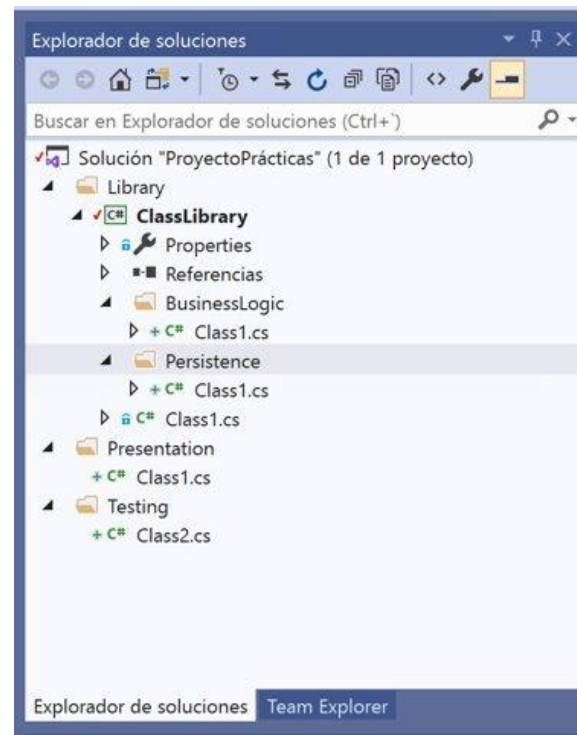 Explorador de soluciones
Buscar en Explorador de soluciones (Ctrl+`)
Solución "ProyectoPrácticas" (1 de 1 proyecto)
Library
C# ClassLibrary
Properties
Referencias
BusinessLogic
+ C# Class1.cs
Persistence
+ C# Class1.cs
C# Class1.cs
Presentation
+ C# Class1.cs
Testing
+ C# Class2.cs
Explorador de soluciones Team Explorer